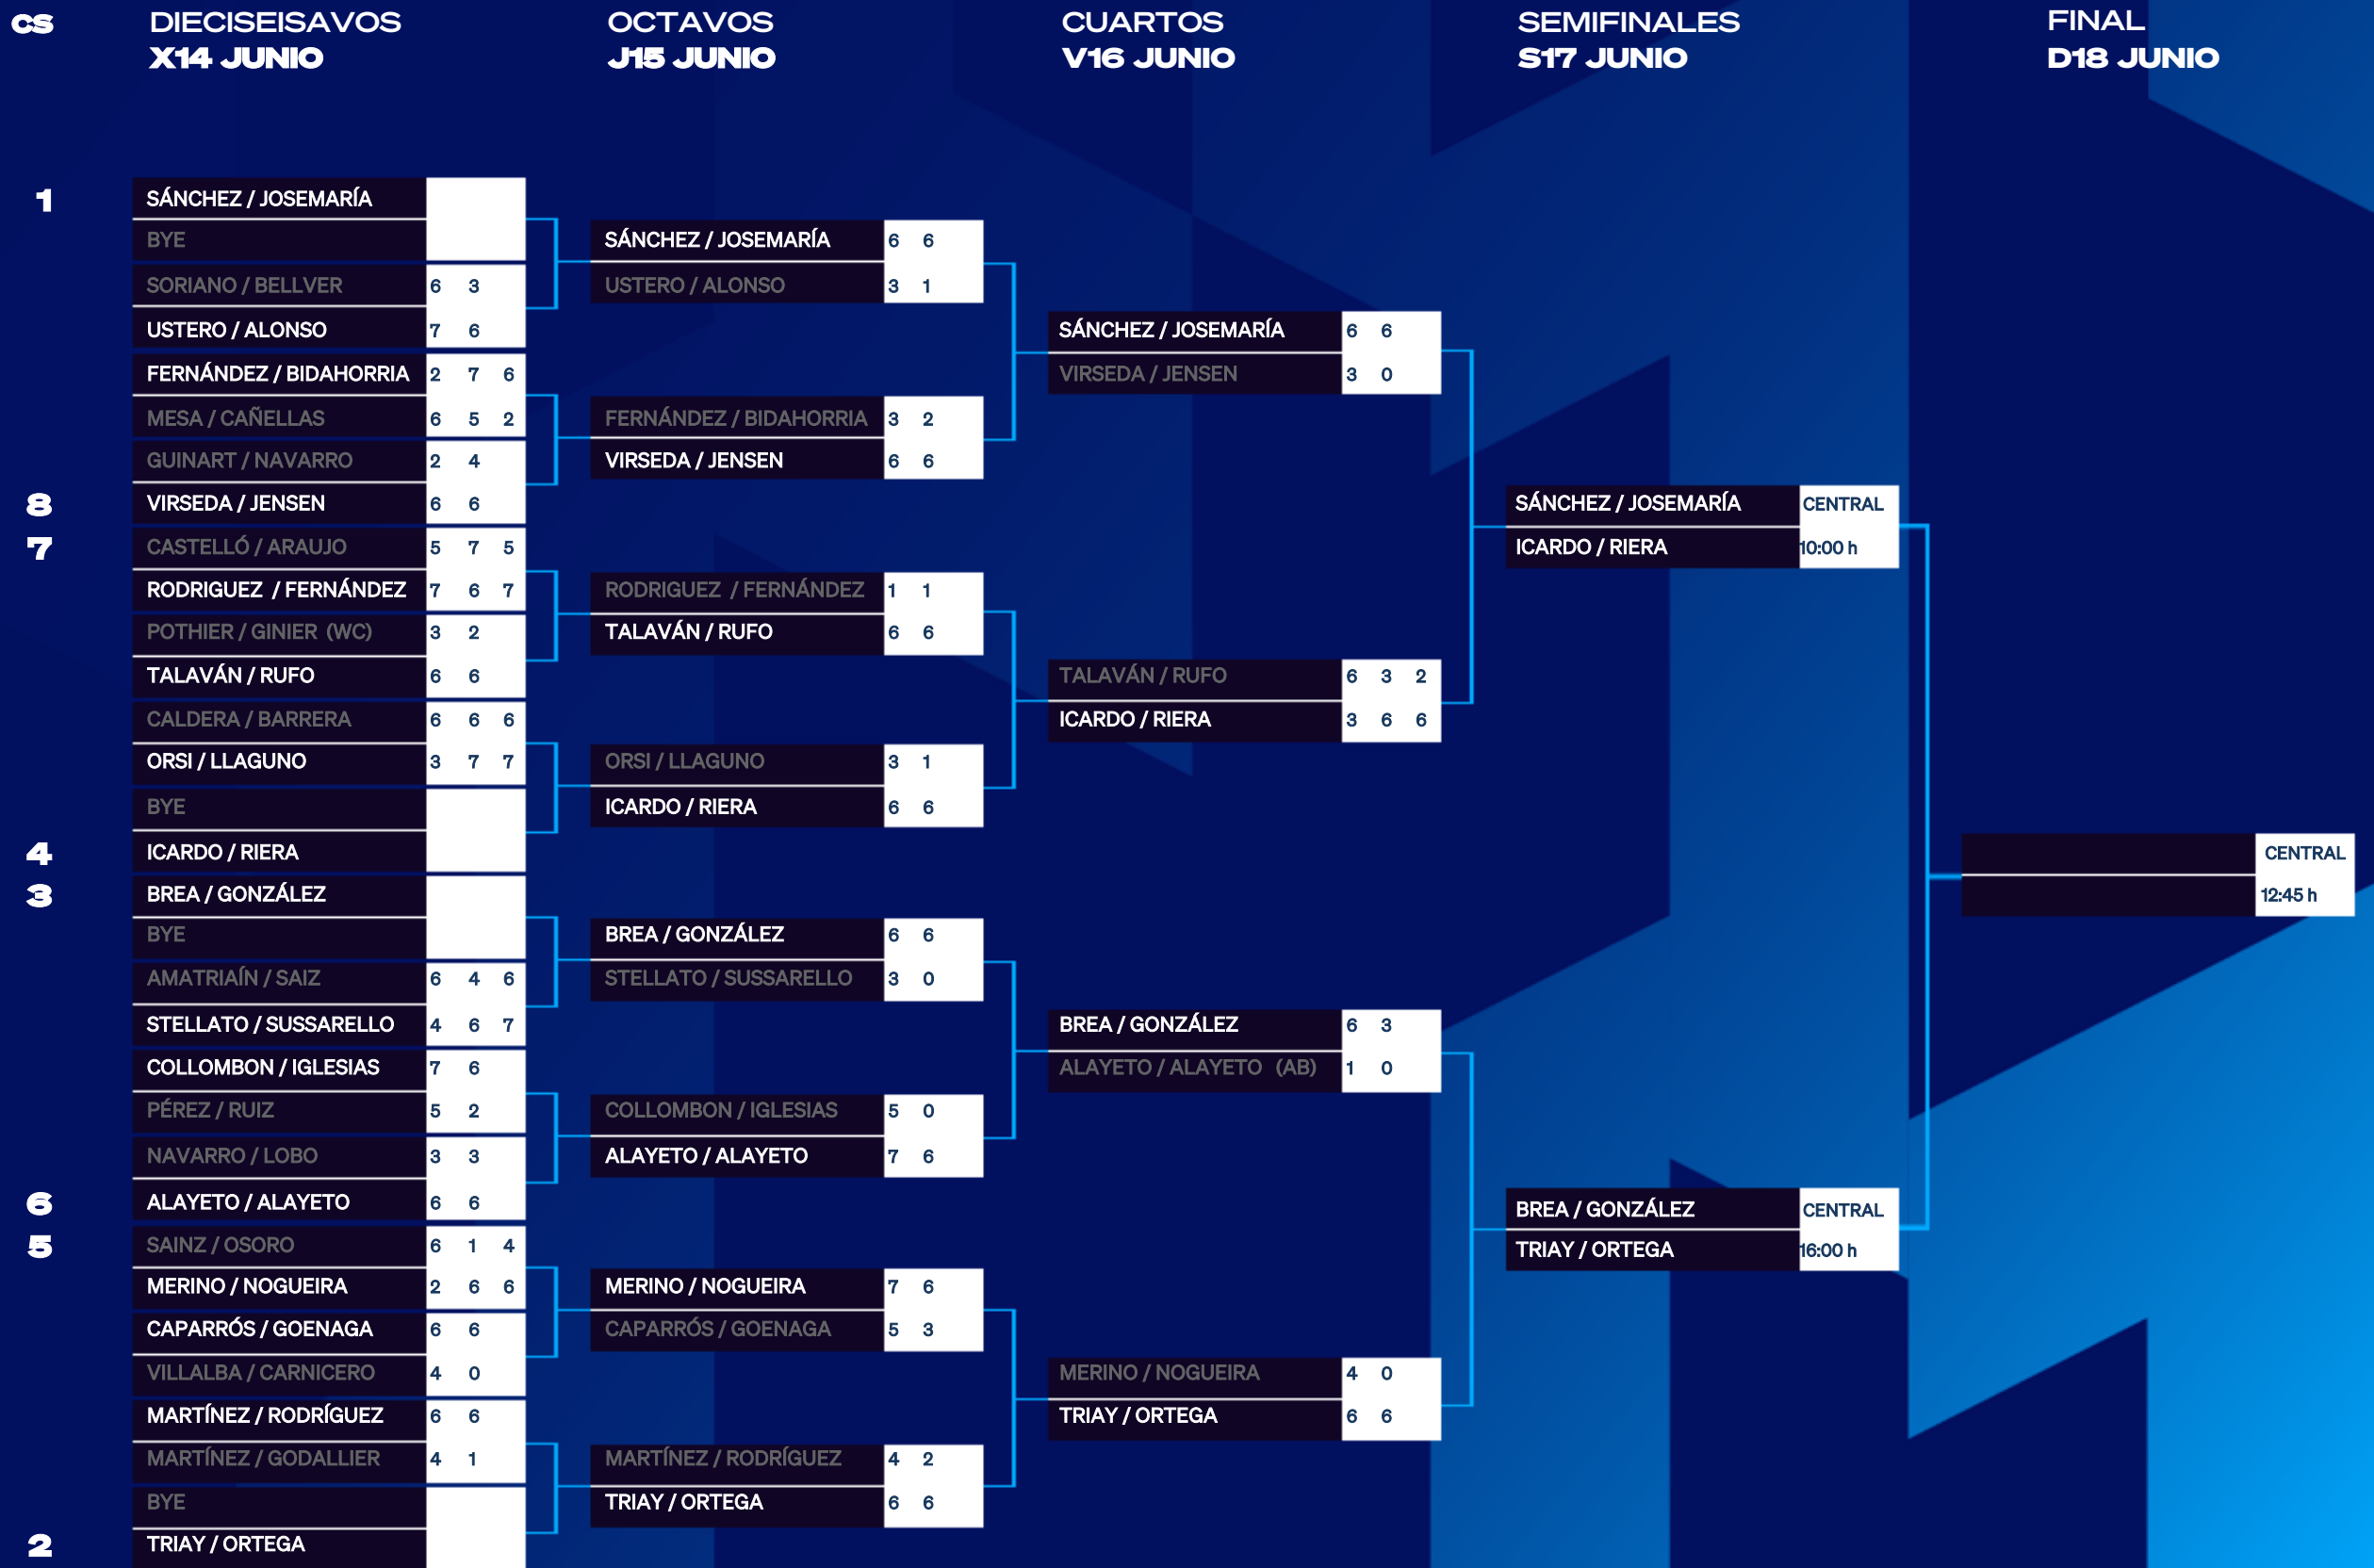 CS
DIECISEISAVOS
X14 JUNIO
OCTAVOS
J15 JUNIO
CUARTOS
V16 JUNIO
SEMIFINALES
S17 JUNIO
FINAL
D18 JUNIO
1
SÁNCHEZ / JOSEMARÍA
BYE
SORIANO / BELLVER 6 3
USTERO / ALONSO 7 6
FERNÁNDEZ / BIDAHORRIA 2 7 6
MESA / CAÑELLAS 6 5 2
GUINART / NAVARRO 2 4
8
VIRSEDA / JENSEN 6 6
7
CASTELLÓ / ARAUJO 5 7 5
RODRIGUEZ / FERNÁNDEZ 7 6 7
POTHIER / GINIER (WC) 3 2
TALAVÁN / RUFO 6 6
CALDERA / BARRERA 6 6 6
ORSI / LLAGUNO 3 7 7
BYE
4
ICARDO / RIERA
3
BREA / GONZÁLEZ
BYE
AMATRIAÍN / SAIZ 6 4 6
STELLATO / SUSSARELLO 4 6 7
COLLOMBON / IGLESIAS 7 6
PÉREZ / RUIZ 5 2
NAVARRO / LOBO 3 3
6
ALAYETO / ALAYETO 6 6
5
SAINZ / OSORO 6 1 4
MERINO / NOGUEIRA 2 6 6
CAPARRÓS / GOENAGA 6 6
VILLALBA / CARNICERO 4 0
MARTÍNEZ / RODRÍGUEZ 6 6
MARTÍNEZ / GODALLIER 4 1
BYE
2
TRIAY / ORTEGA
SÁNCHEZ / JOSEMARÍA 6 6
USTERO / ALONSO 3 1
FERNÁNDEZ / BIDAHORRIA 3 2
VIRSEDA / JENSEN 6 6
RODRIGUEZ / FERNÁNDEZ 1 1
TALAVÁN / RUFO 6 6
ORSI / LLAGUNO 3 1
ICARDO / RIERA 6 6
BREA / GONZÁLEZ 6 6
STELLATO / SUSSARELLO 3 0
COLLOMBON / IGLESIAS 5 0
ALAYETO / ALAYETO 7 6
MERINO / NOGUEIRA 7 6
CAPARRÓS / GOENAGA 5 3
MARTÍNEZ / RODRÍGUEZ 4 2
TRIAY / ORTEGA 6 6
SÁNCHEZ / JOSEMARÍA 6 6
VIRSEDA / JENSEN 3 0
TALAVÁN / RUFO 6 3 2
ICARDO / RIERA 3 6 6
BREA / GONZÁLEZ 6 3
ALAYETO / ALAYETO (AB) 1 0
MERINO / NOGUEIRA 4 0
TRIAY / ORTEGA 6 6
SÁNCHEZ / JOSEMARÍA CENTRAL
ICARDO / RIERA 10:00 h
BREA / GONZÁLEZ CENTRAL
TRIAY / ORTEGA 16:00 h
CENTRAL
12:45 h